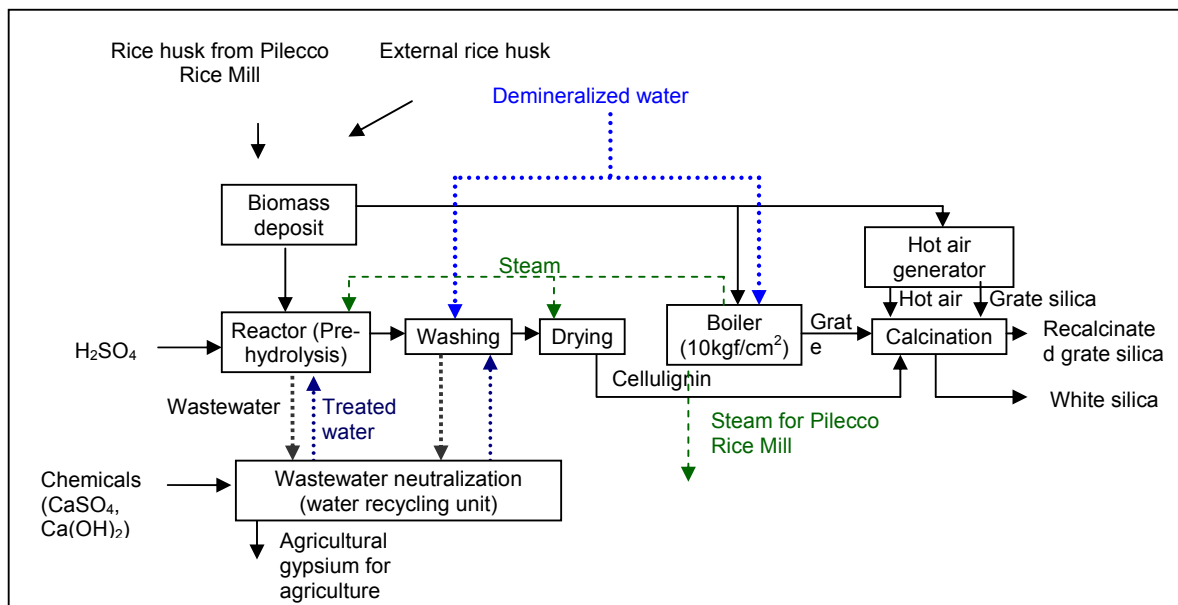 Rice husk from Pilecco
Rice Mill
External rice husk
Demineralized water
Biomass
deposit
Hot air
generator
Steam
Hot air
Grate silica
H₂SO₄
Reactor (Pre-
hydrolysis)
Washing
Drying
Boiler
(10kgf/cm²)
Grat
e
Calcination
Recalcinate
d grate silica
Cellulignin
White silica
Wastewater
Treated
water
Steam for Pilecco
Rice Mill
Chemicals
(CaSO₄,
Ca(OH)₂)
Wastewater neutralization
(water recycling unit)
Agricultural
gypsium for
agriculture